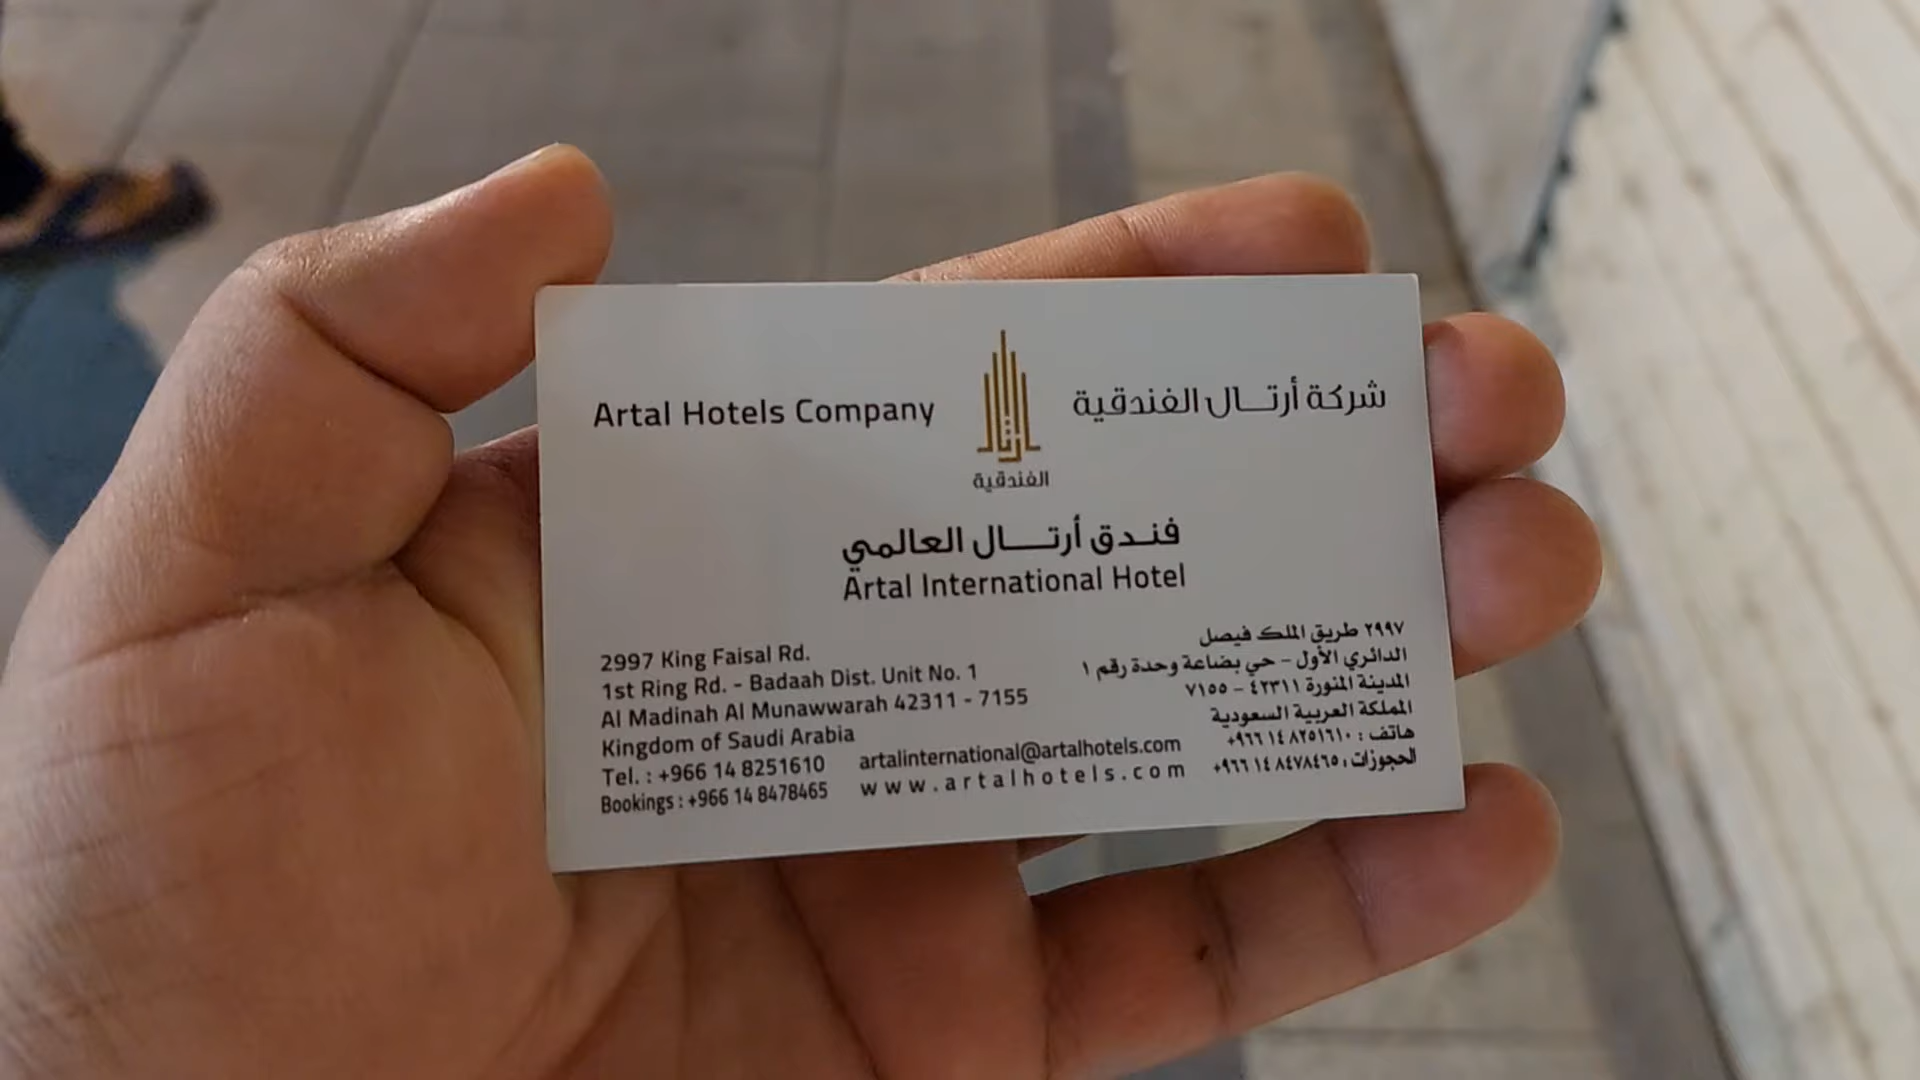 Artal Hotels Company
شركة أرتــال الفندقية
أرتال
الفندقية
فنـدق أرتـــال العالمي
Artal International Hotel
2997 King Faisal Rd.
1st Ring Rd. - Badaah Dist. Unit No. 1
Al Madinah Al Munawwarah 42311 - 7155
Kingdom of Saudi Arabia
Tel. : +966 14 8251610
Bookings : +966 14 8478465
artalinternational@artalhotels.com
www.artalhotels.com
٢٩٩٧ طريق الملك فيصل
الدائري الأول - حي بضاعة وحدة رقم ١
المدينة المنورة ٤٢٣١١ - ٧١٥٥
المملكة العربية السعودية
هاتف : ٨٢٥١٦١٠ ١٤ ٩٦٦+
الحجوزات : ٨٤٧٨٤٦٥ ١٤ ٩٦٦+